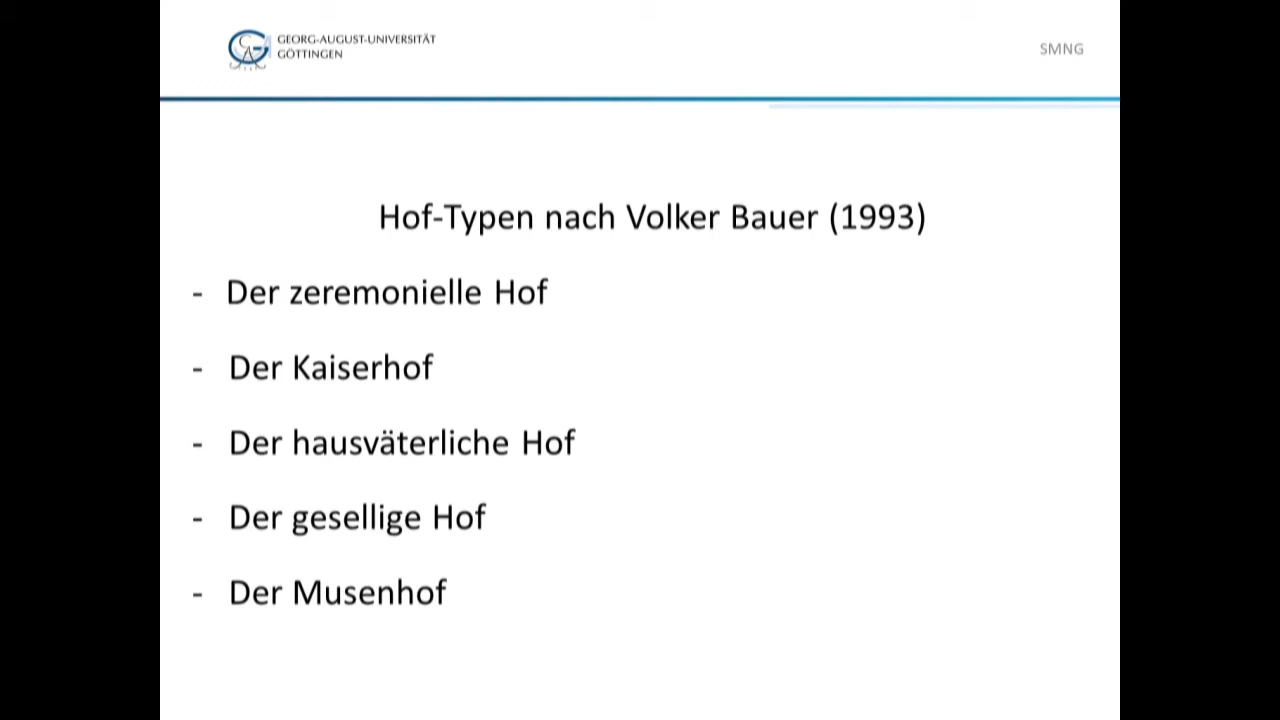 GEORG-AUGUST-UNIVERSITÄT
GÖTTINGEN
SMNG
Hof-Typen nach Volker Bauer (1993)
- Der zeremonielle Hof
- Der Kaiserhof
- Der hausväterliche Hof
- Der gesellige Hof
- Der Musenhof